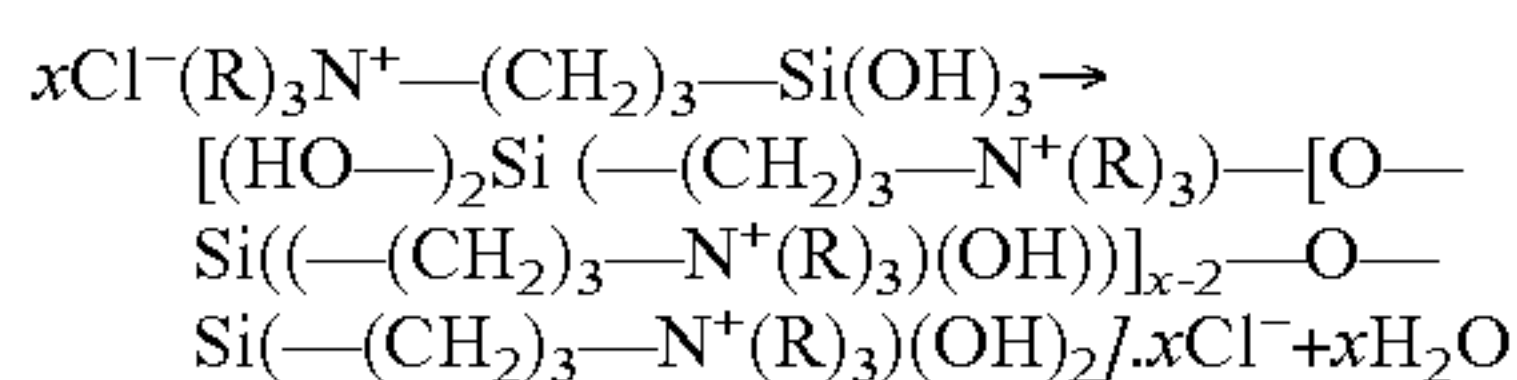 xCl⁻(R)₃N⁺—(CH₂)₃—Si(OH)₃→
[(HO—)₂Si (—(CH₂)₃—N⁺(R)₃)—[O—
Si((—(CH₂)₃—N⁺(R)₃)(OH))]ₓ₋₂—O—
Si(—(CH₂)₃—N⁺(R)₃)(OH)₂].xCl⁻+xH₂O